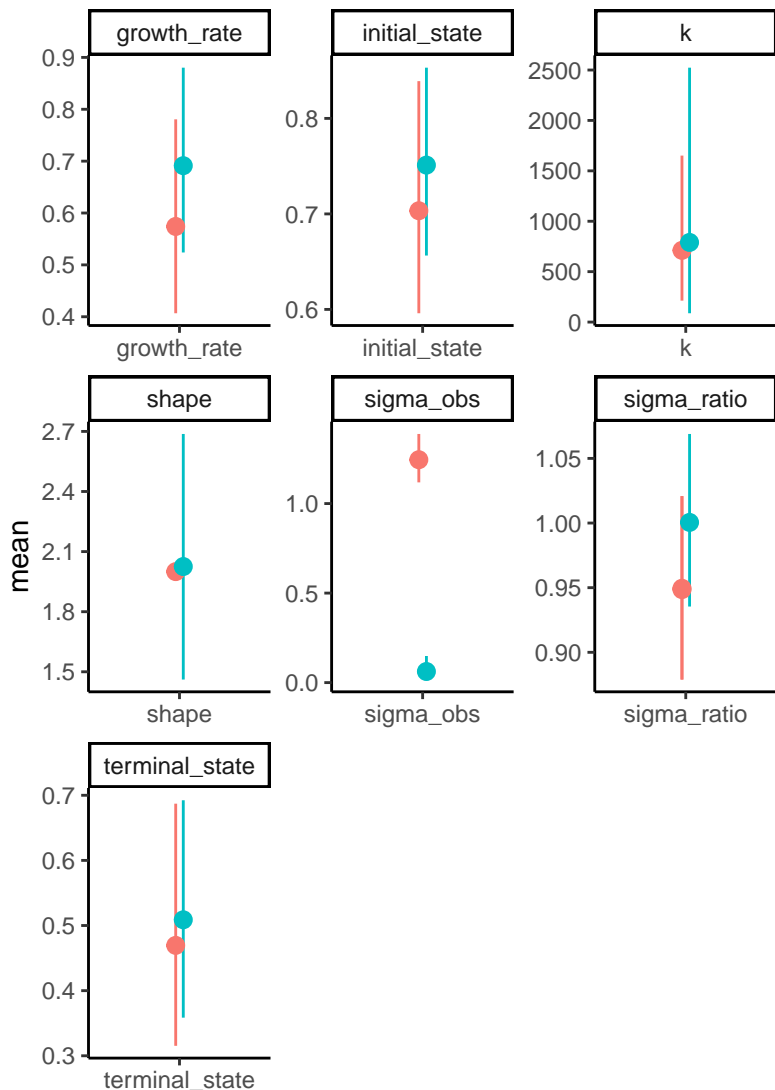 growth_rate
0.9
0.8
0.7
0.6
0.5
0.4
growth_rate
initial_state
0.8
0.7
0.6
initial_state
k
2500
2000
1500
1000
500
0
k
mean
shape
2.7
2.4
2.1
1.8
1.5
shape
sigma_obs
1.0
0.5
0.0
sigma_obs
sigma_ratio
1.05
1.00
0.95
0.90
sigma_ratio
terminal_state
0.7
0.6
0.5
0.4
0.3
terminal_state